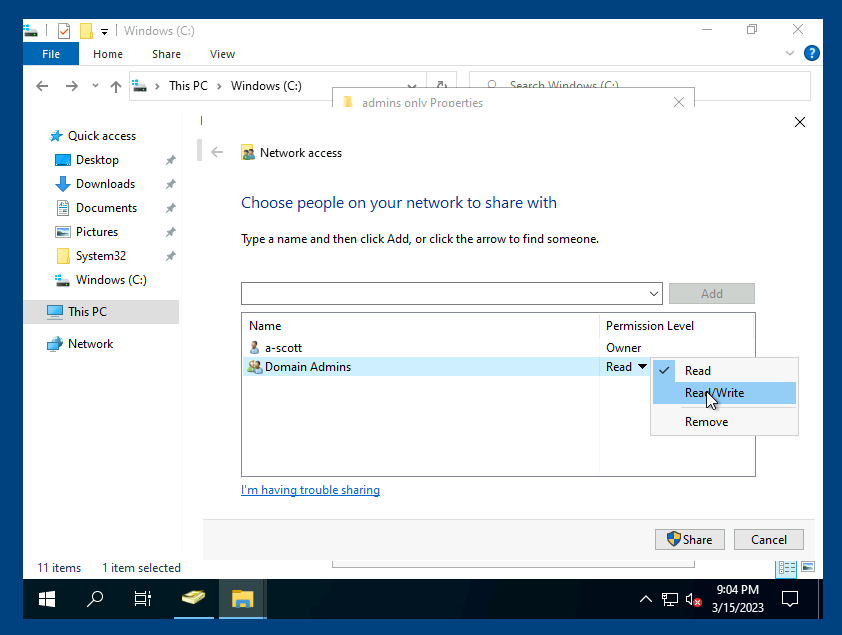 Windows (C:)
File Home Share View
This PC Windows (C:) Search Windows (C:)
admins only Properties
Quick access
Desktop
Downloads
Documents
Pictures
System32
Windows (C:)
This PC
Network
Network access
Choose people on your network to share with
Type a name and then click Add, or click the arrow to find someone.
Add
Name Permission Level
a-scott Owner
Domain Admins Read
Read
Read/Write
Remove
I'm having trouble sharing
Share Cancel
11 items 1 item selected
9:04 PM
3/15/2023